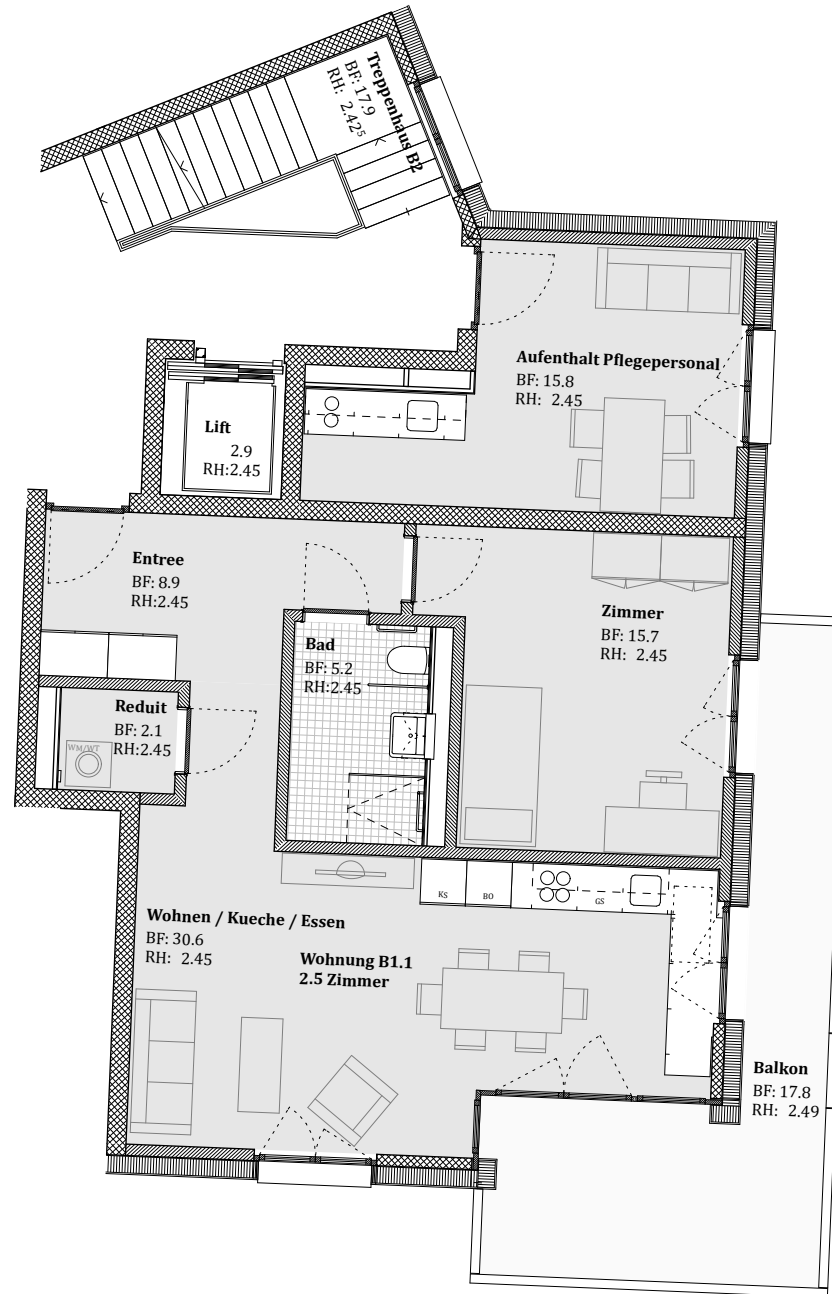 Treppenhaus B2
BF: 17.9
RH: 2.42⁵
Aufenthalt Pflegepersonal
BF: 15.8
RH: 2.45
Lift
2.9
RH:2.45
Entree
BF: 8.9
RH:2.45
Zimmer
BF: 15.7
RH: 2.45
Bad
BF: 5.2
RH:2.45
Reduit
BF: 2.1
RH:2.45
WM/WT
KS
BO
GS
Wohnen / Kueche / Essen
BF: 30.6
RH: 2.45
Wohnung B1.1
2.5 Zimmer
Balkon
BF: 17.8
RH: 2.49